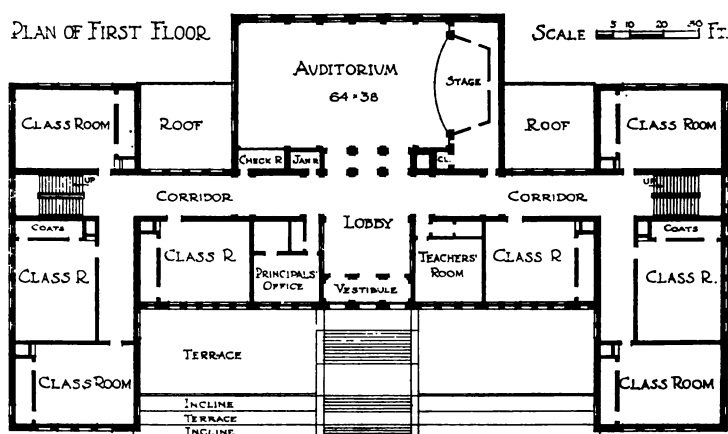 PLAN OF FIRST FLOOR
SCALE 5 10 20 40 FT.
AUDITORIUM
64 × 38
STAGE
CLASS ROOM
ROOF
ROOF
CLASS ROOM
CHECK R
JAN R
CL.
UP
UP
CORRIDOR
CORRIDOR
COATS
LOBBY
COATS
CLASS R.
CLASS R
PRINCIPALS'
OFFICE
VESTIBULE
TEACHERS'
ROOM
CLASS R
CLASS R.
TERRACE
CLASS ROOM
CLASS ROOM
INCLINE
TERRACE
INCLINE